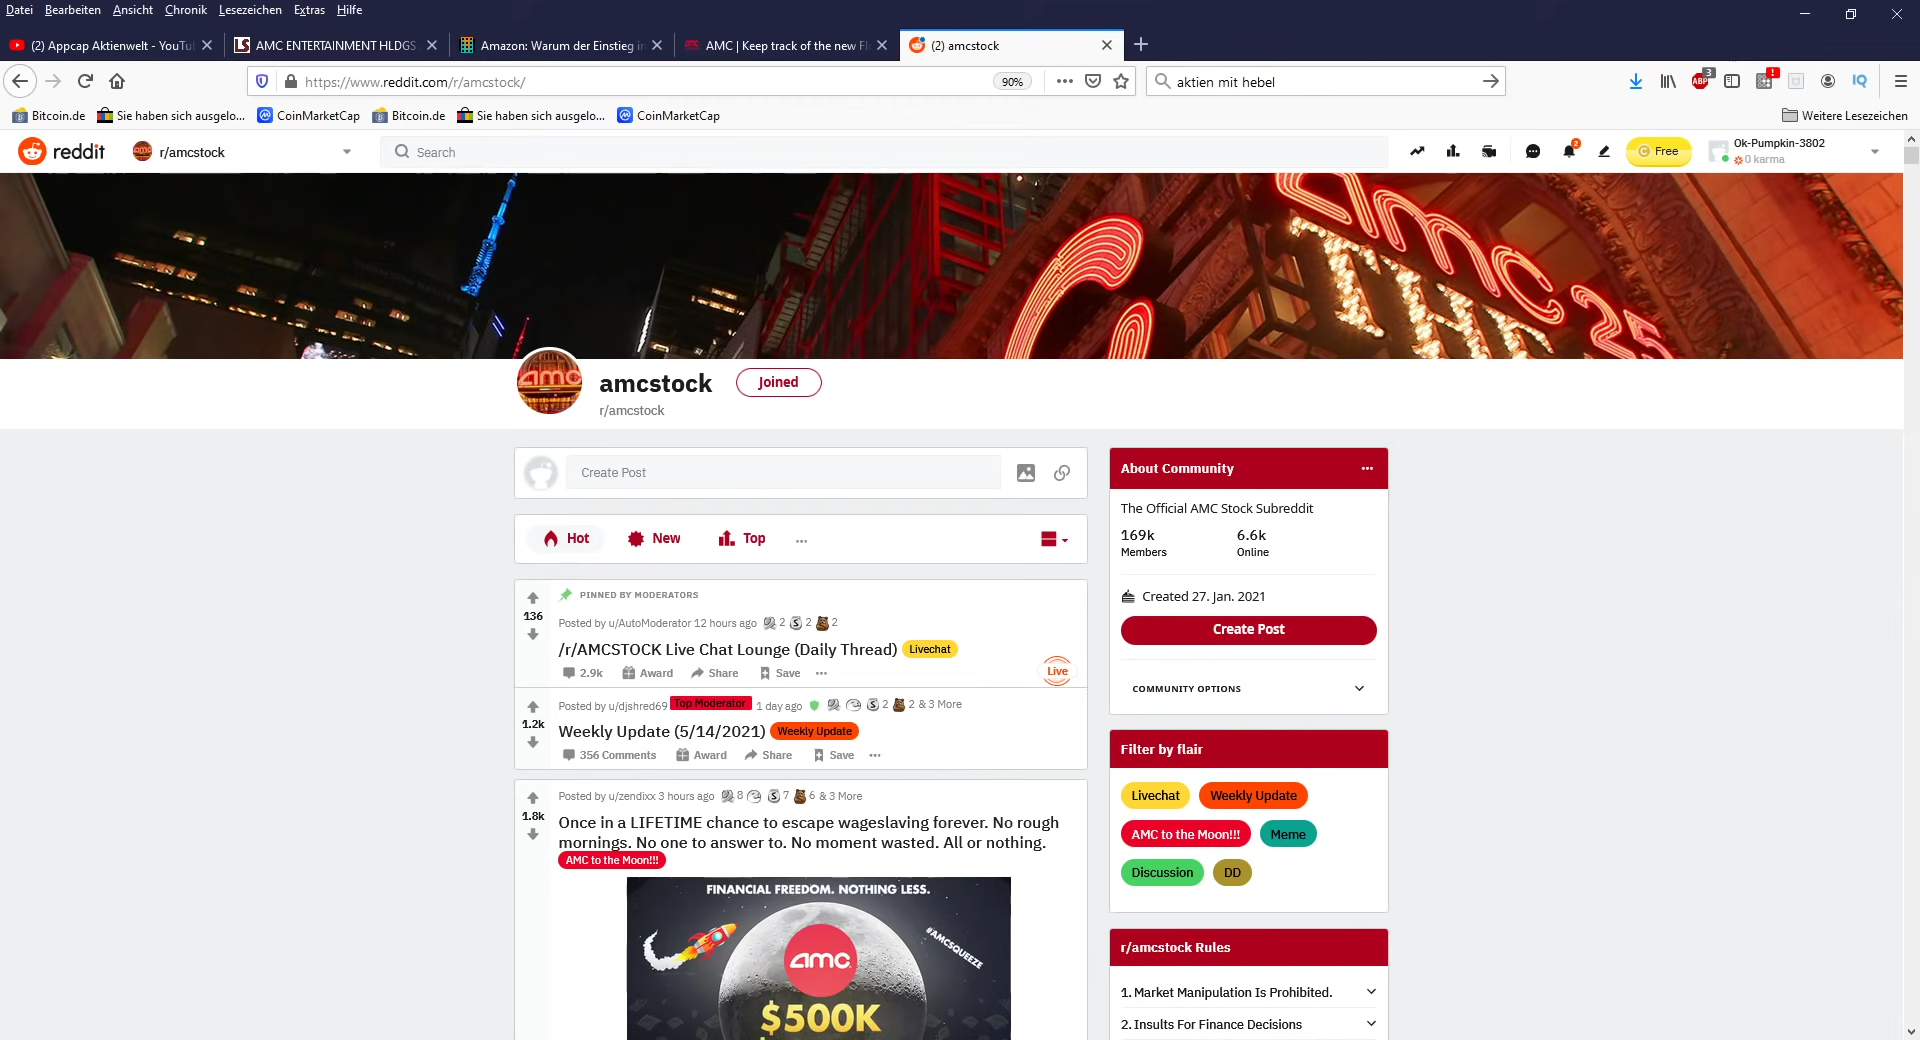 Datei Bearbeiten Ansicht Chronik Lesezeichen Extras Hilfe
(2) Appcap Aktienwelt - YouTu
AMC ENTERTAINMENT HLDGS
Amazon: Warum der Einstieg i
AMC | Keep track of the new Fl
(2) amcstock
https://www.reddit.com/r/amcstock/
90%
aktien mit hebel
ABP
3
!
IQ
Bitcoin.de
Sie haben sich ausgelo...
CoinMarketCap
Bitcoin.de
Sie haben sich ausgelo...
CoinMarketCap
Weitere Lesezeichen
reddit
r/amcstock
Search
2
Free
Ok-Pumpkin-3802
0 karma
amc 25
THE
amc
amcstock
Joined
r/amcstock
Create Post
Hot
New
Top
...
PINNED BY MODERATORS
136
Posted by u/AutoModerator 12 hours ago 2 2 2
/r/AMCSTOCK Live Chat Lounge (Daily Thread) Livechat
2.9k Award Share Save ...
Live
Posted by u/djshred69 Top Moderator 1 day ago 2 2 & 3 More
1.2k
Weekly Update (5/14/2021) Weekly Update
356 Comments Award Share Save ...
Posted by u/zendixx 3 hours ago 8 7 6 & 3 More
1.8k
Once in a LIFETIME chance to escape wageslaving forever. No rough
mornings. No one to answer to. No moment wasted. All or nothing.
AMC to the Moon!!!
FINANCIAL FREEDOM. NOTHING LESS.
#AMCSQUEEZE
amc
$500K
About Community
...
The Official AMC Stock Subreddit
169k
6.6k
Members
Online
Created 27. Jan. 2021
Create Post
COMMUNITY OPTIONS
Filter by flair
Livechat
Weekly Update
AMC to the Moon!!!
Meme
Discussion
DD
r/amcstock Rules
1. Market Manipulation Is Prohibited.
2. Insults For Finance Decisions